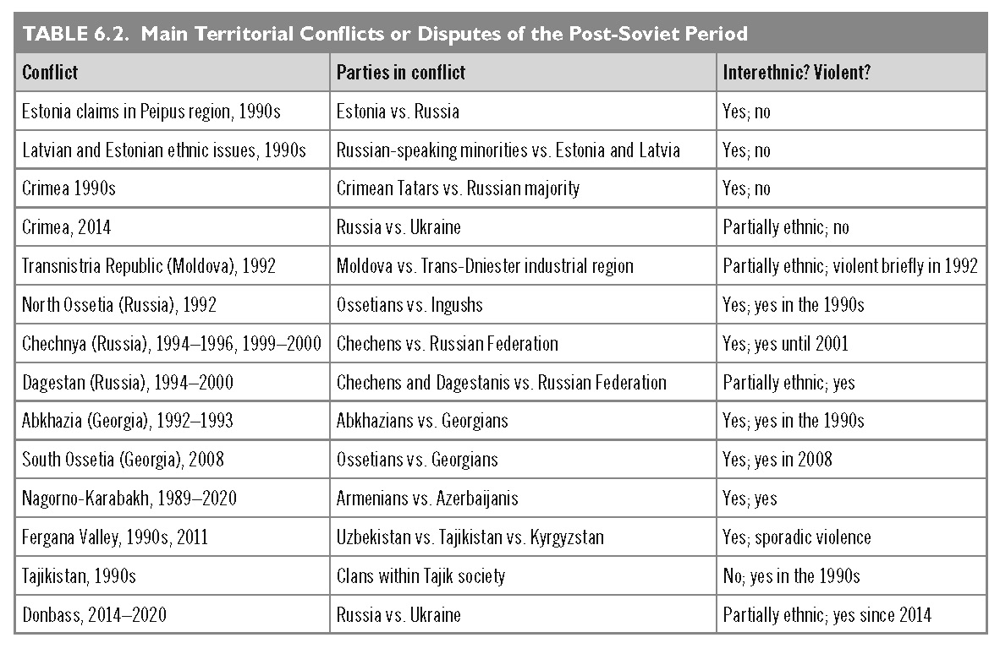 TABLE 6.2. Main Territorial Conflicts or Disputes of the Post-Soviet Period
Conflict Parties in conflict Interethnic? Violent?
Estonia claims in Peipus region, 1990s Estonia vs. Russia Yes; no
Latvian and Estonian ethnic issues, 1990s Russian-speaking minorities vs. Estonia and Latvia Yes; no
Crimea 1990s Crimean Tatars vs. Russian majority Yes; no
Crimea, 2014 Russia vs. Ukraine Partially ethnic; no
Transnistria Republic (Moldova), 1992 Moldova vs. Trans-Dniester industrial region Partially ethnic; violent briefly in 1992
North Ossetia (Russia), 1992 Ossetians vs. Ingushs Yes; yes in the 1990s
Chechnya (Russia), 1994–1996, 1999–2000 Chechens vs. Russian Federation Yes; yes until 2001
Dagestan (Russia), 1994–2000 Chechens and Dagestanis vs. Russian Federation Partially ethnic; yes
Abkhazia (Georgia), 1992–1993 Abkhazians vs. Georgians Yes; yes in the 1990s
South Ossetia (Georgia), 2008 Ossetians vs. Georgians Yes; yes in 2008
Nagorno-Karabakh, 1989–2020 Armenians vs. Azerbaijanis Yes; yes
Fergana Valley, 1990s, 2011 Uzbekistan vs. Tajikistan vs. Kyrgyzstan Yes; sporadic violence
Tajikistan, 1990s Clans within Tajik society No; yes in the 1990s
Donbass, 2014–2020 Russia vs. Ukraine Partially ethnic; yes since 2014